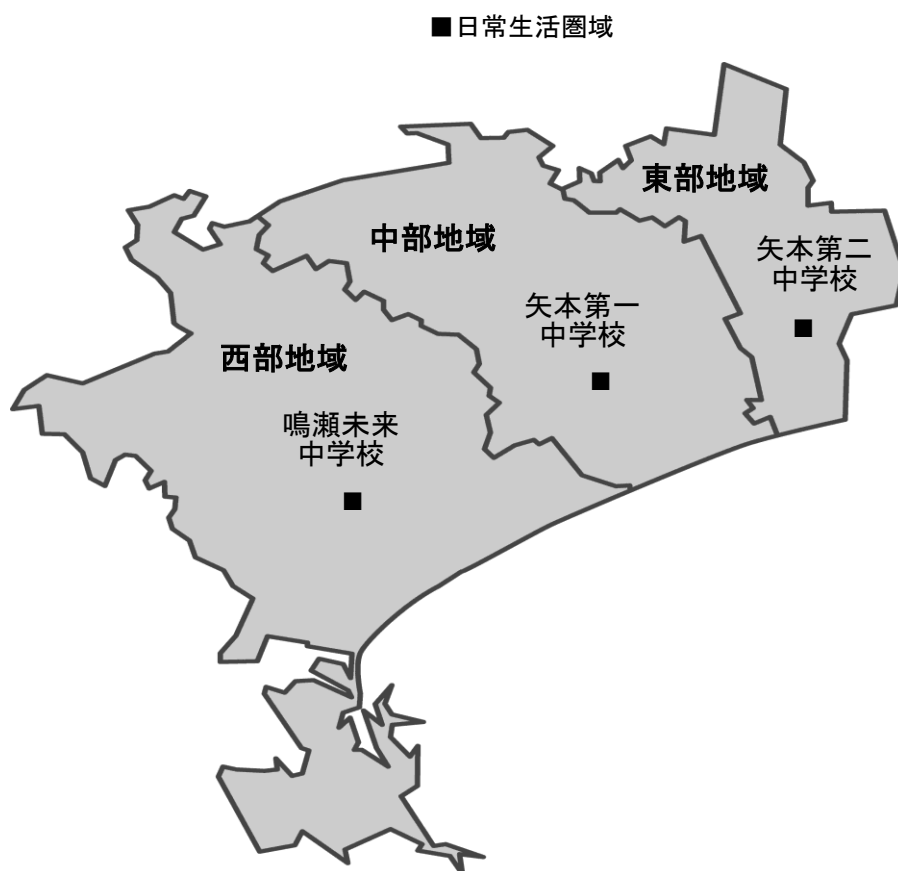 ■日常生活圏域
東部地域
中部地域
矢本第二
中学校
矢本第一
中学校
西部地域
鳴瀬未来
中学校